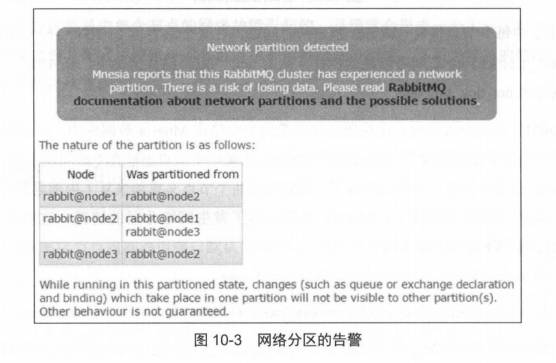 Network partition detected
Mnesia reports that this RabbitMQ cluster has experienced a network
partition. There is a risk of losing data. Please read RabbitMQ
documentation about network partitions and the possible solutions.
The nature of the partition is as follows:
Node Was partitioned from
rabbit@node1 rabbit@node2
rabbit@node2 rabbit@node1
rabbit@node3
rabbit@node3 rabbit@node2
While running in this partitioned state, changes (such as queue or exchange declaration
and binding) which take place in one partition will not be visible to other partition(s).
Other behaviour is not guaranteed.
图 10-3 网络分区的告警